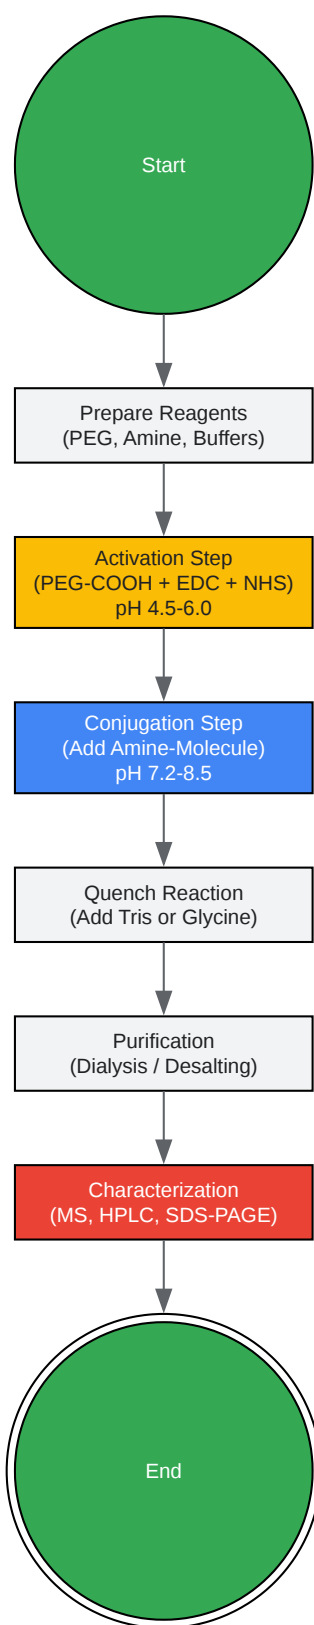 Start
Prepare Reagents
(PEG, Amine, Buffers)
Activation Step
(PEG-COOH + EDC + NHS)
pH 4.5-6.0
Conjugation Step
(Add Amine-Molecule)
pH 7.2-8.5
Quench Reaction
(Add Tris or Glycine)
Purification
(Dialysis / Desalting)
Characterization
(MS, HPLC, SDS-PAGE)
End